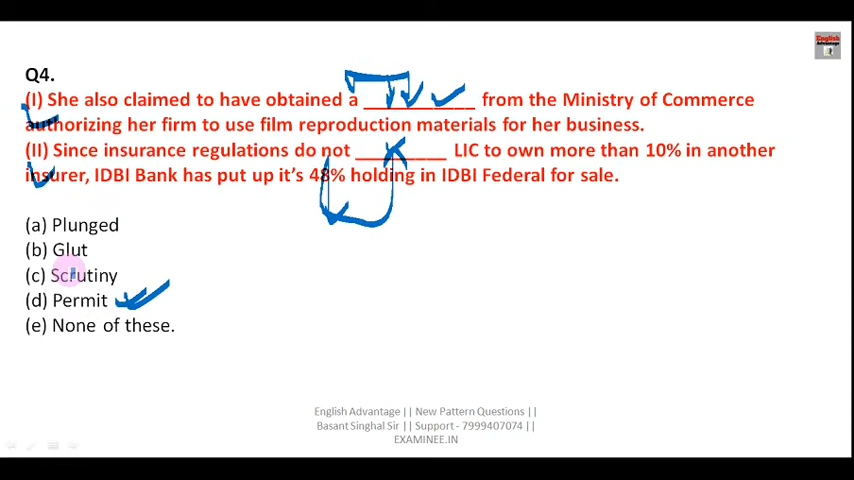 English
Advantage
Q4.
(I) She also claimed to have obtained a __________ from the Ministry of Commerce
authorizing her firm to use film reproduction materials for her business.
(II) Since insurance regulations do not ________ LIC to own more than 10% in another
insurer, IDBI Bank has put up it's 48% holding in IDBI Federal for sale.
(a) Plunged
(b) Glut
(c) Scrutiny
(d) Permit
(e) None of these.
English Advantage || New Pattern Questions ||
Basant Singhal Sir || Support - 7999407074 ||
EXAMINEE.IN